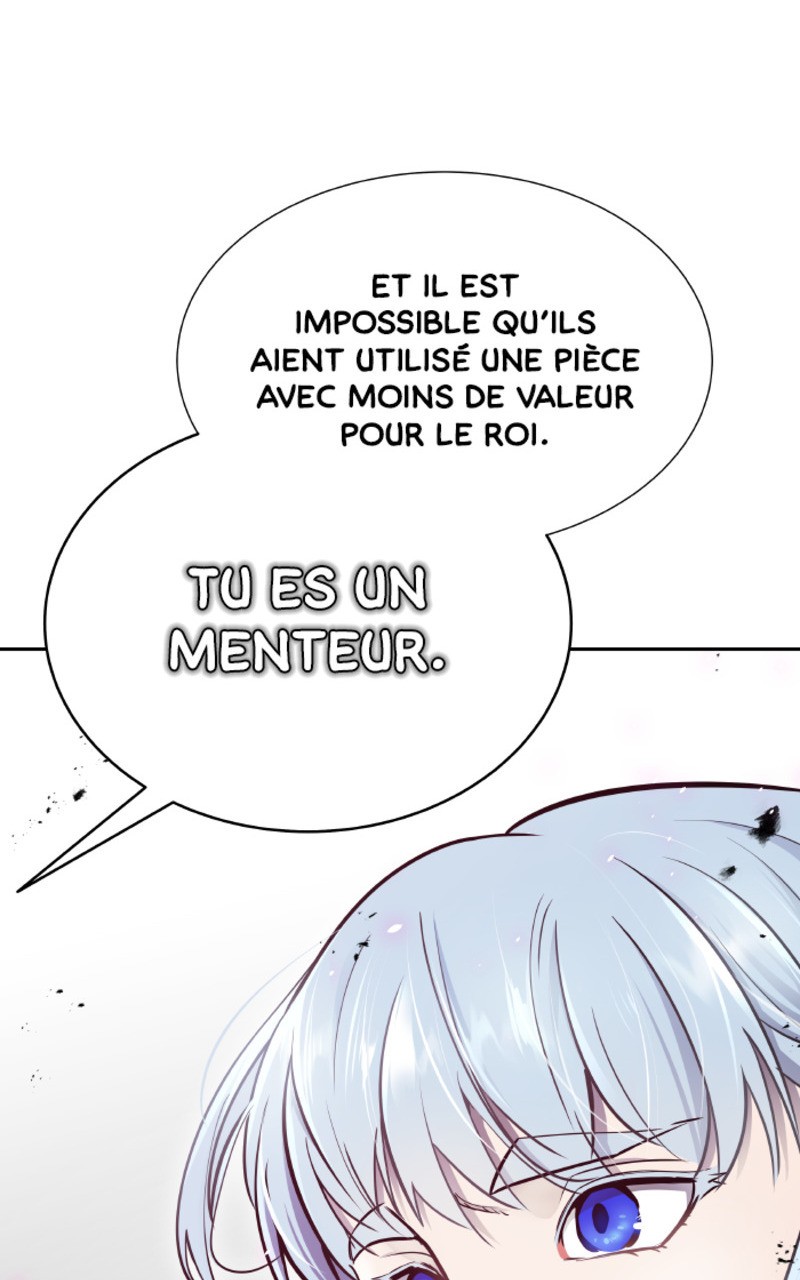 ET IL EST
IMPOSSIBLE QU'ILS
AIENT UTILISÉ UNE PIÈCE
AVEC MOINS DE VALEUR
POUR LE ROI.
TU ES UN
MENTEUR.